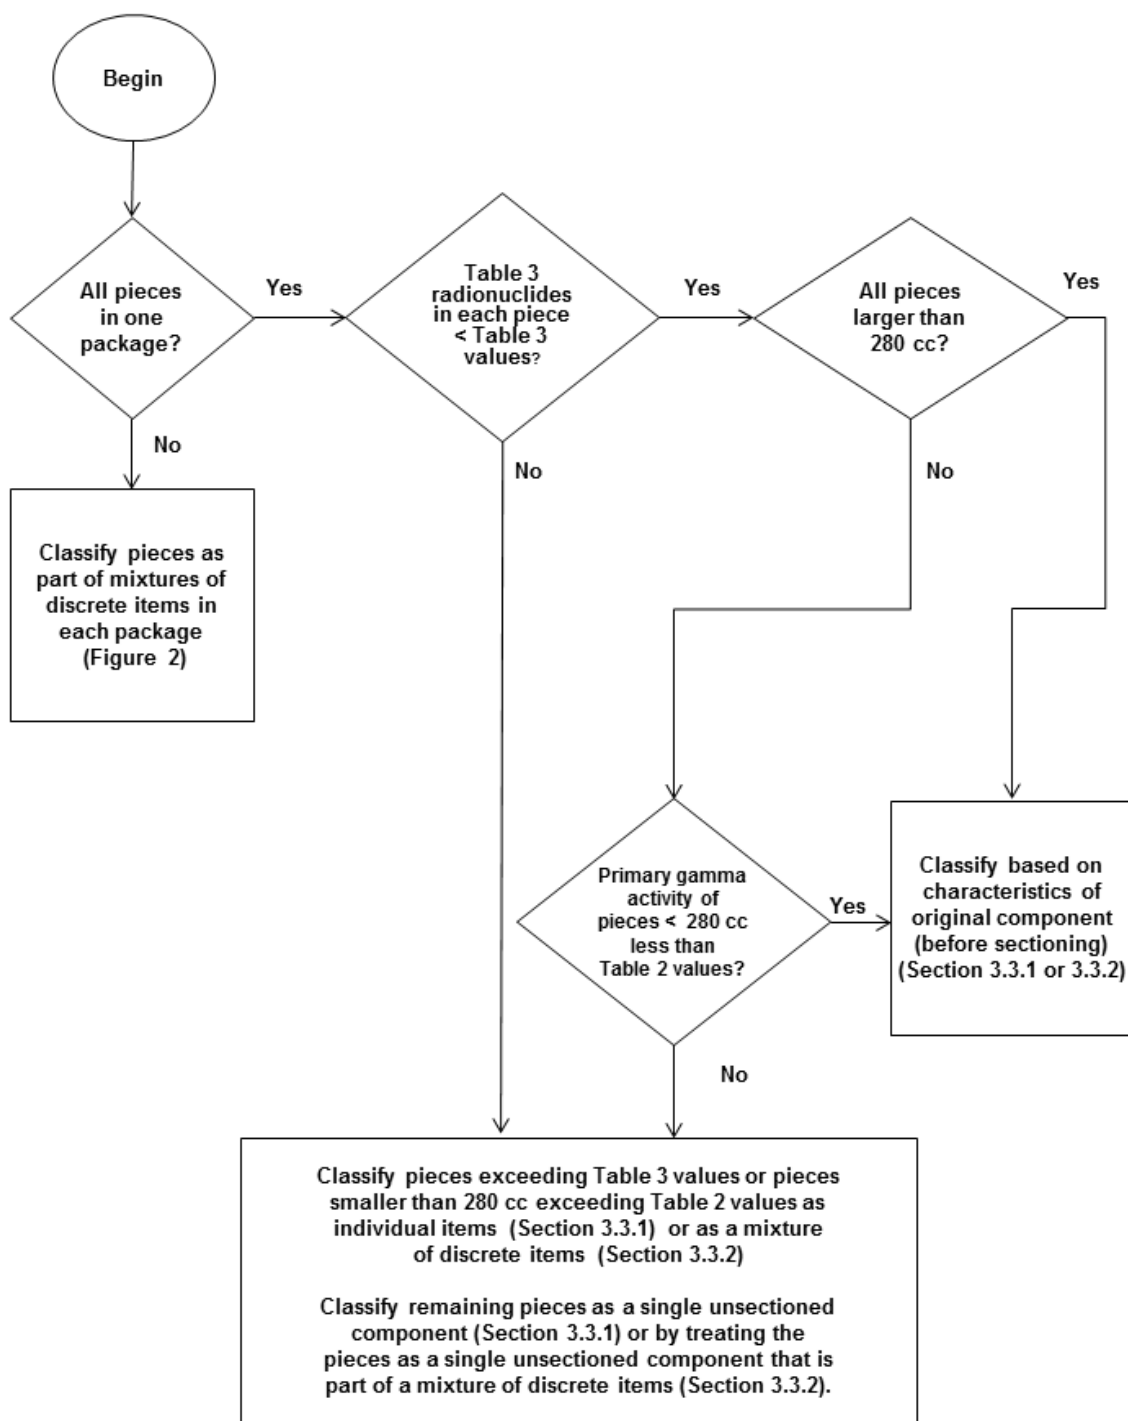 Begin
All pieces
in one
package?
Yes
No
Classify pieces as
part of mixtures of
discrete items in
each package
(Figure 2)
Table 3
radionuclides
in each piece
< Table 3
values?
Yes
No
All pieces
larger than
280 cc?
Yes
No
Primary gamma
activity of
pieces < 280 cc
less than
Table 2 values?
Yes
No
Classify based on
characteristics of
original component
(before sectioning)
(Section 3.3.1 or 3.3.2)
Classify pieces exceeding Table 3 values or pieces
smaller than 280 cc exceeding Table 2 values as
individual items (Section 3.3.1) or as a mixture
of discrete items (Section 3.3.2)
Classify remaining pieces as a single unsectioned
component (Section 3.3.1) or by treating the
pieces as a single unsectioned component that is
part of a mixture of discrete items (Section 3.3.2).